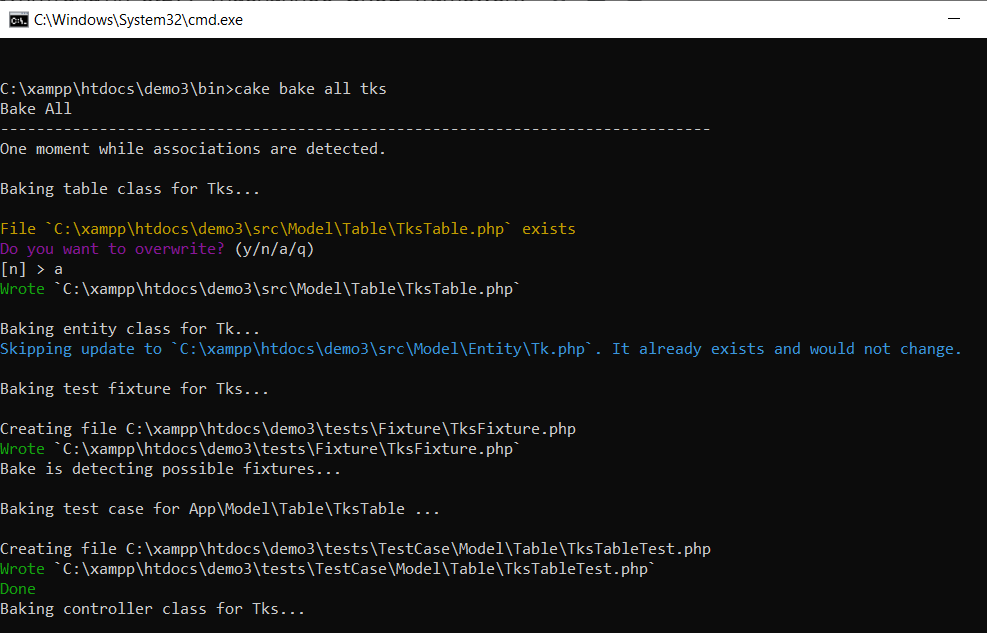 C:\Windows\System32\cmd.exe
C:\xampp\htdocs\demo3\bin>cake bake all tks
Bake All
-------------------------------------------------------------------------------
One moment while associations are detected.
Baking table class for Tks...
File `C:\xampp\htdocs\demo3\src\Model\Table\TksTable.php` exists
Do you want to overwrite? (y/n/a/q)
[n] > a
Wrote `C:\xampp\htdocs\demo3\src\Model\Table\TksTable.php`
Baking entity class for Tk...
Skipping update to `C:\xampp\htdocs\demo3\src\Model\Entity\Tk.php`. It already exists and would not change.
Baking test fixture for Tks...
Creating file C:\xampp\htdocs\demo3\tests\Fixture\TksFixture.php
Wrote `C:\xampp\htdocs\demo3\tests\Fixture\TksFixture.php`
Bake is detecting possible fixtures...
Baking test case for App\Model\Table\TksTable ...
Creating file C:\xampp\htdocs\demo3\tests\TestCase\Model\Table\TksTableTest.php
Wrote `C:\xampp\htdocs\demo3\tests\TestCase\Model\Table\TksTableTest.php`
Done
Baking controller class for Tks...